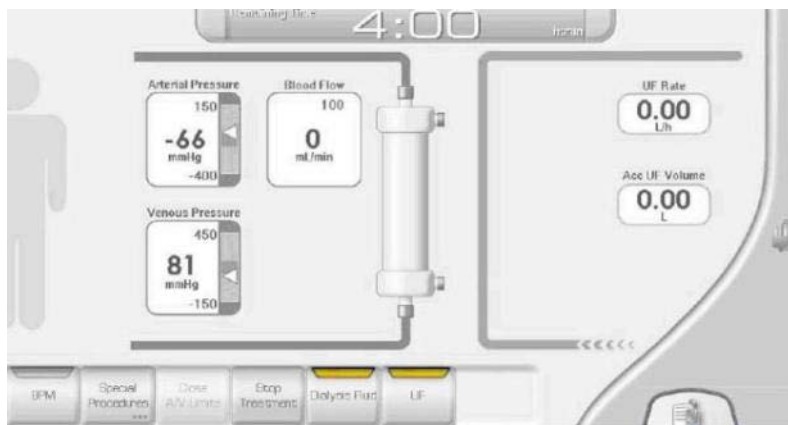 Remaining Time
4:00
h:min
Arterial Pressure
150
-66
mmHg
-400
Blood Flow
100
0
mL/min
UF Rate
0.00
L/h
Venous Pressure
450
81
mmHg
-150
Acc UF Volume
0.00
L
BPM
Special
Procedures
...
Close
A/V Limits
Stop
Treatment
Dialysis Fluid
UF